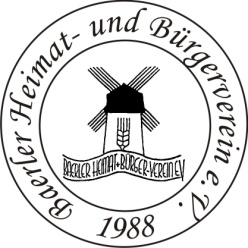 Baerler Heimat- und Bürgerverein e.V.
BAERLER HEIMAT+BÜRGER-VEREIN E.V.
1988